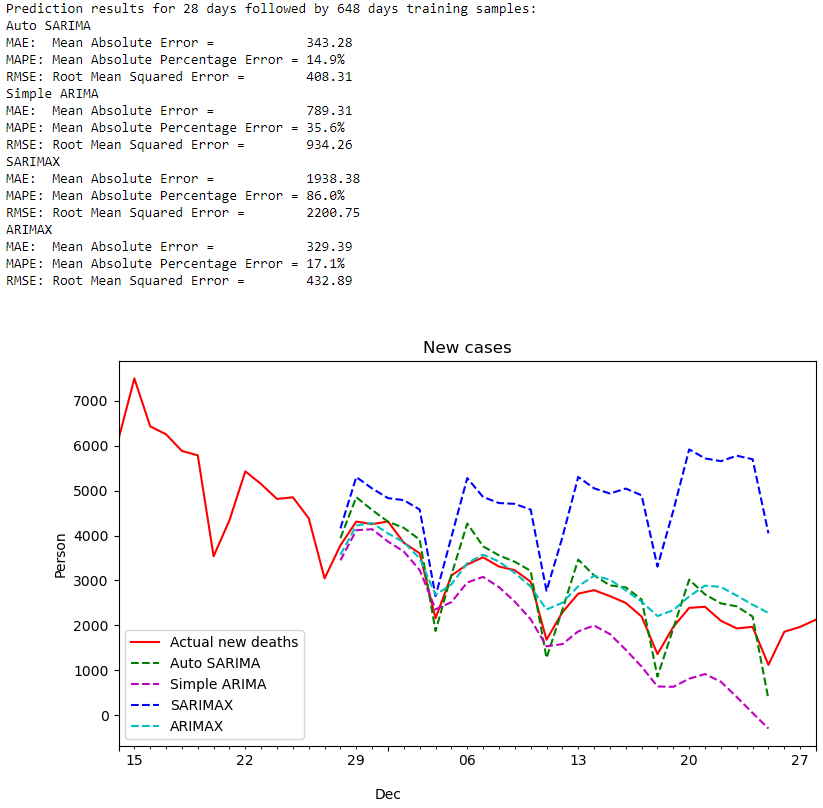 Prediction results for 28 days followed by 648 days training samples:
Auto SARIMA
MAE:  Mean Absolute Error =            343.28
MAPE: Mean Absolute Percentage Error = 14.9%
RMSE: Root Mean Squared Error =        408.31
Simple ARIMA
MAE:  Mean Absolute Error =            789.31
MAPE: Mean Absolute Percentage Error = 35.6%
RMSE: Root Mean Squared Error =        934.26
SARIMAX
MAE:  Mean Absolute Error =            1938.38
MAPE: Mean Absolute Percentage Error = 86.0%
RMSE: Root Mean Squared Error =        2200.75
ARIMAX
MAE:  Mean Absolute Error =            329.39
MAPE: Mean Absolute Percentage Error = 17.1%
RMSE: Root Mean Squared Error =        432.89
New cases
7000
6000
5000
4000
3000
2000
1000
0
Person
Actual new deaths
Auto SARIMA
Simple ARIMA
SARIMAX
ARIMAX
15 22 29 06 13 20 27
Dec